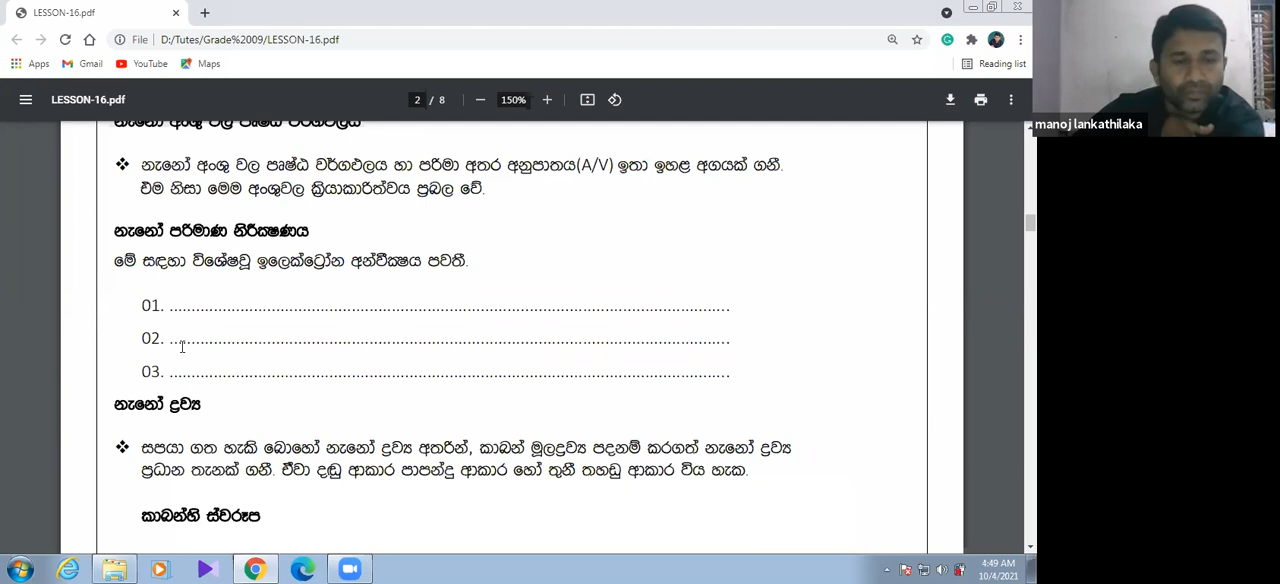 LESSON-16.pdf
File D:/Tutes/Grade%2009/LESSON-16.pdf
Apps Gmail YouTube Maps Reading list
LESSON-16.pdf 2 / 8 150%
manoj lankathilaka
නැනෝ අංශු වල පෘෂ්ඨ වර්ගඵලය
❖ නැනෝ අංශු වල පෘෂ්ඨ වර්ගඵලය හා පරිමා අතර අනුපාතය(A/V) ඉතා ඉහළ අගයක් ගනී.
එම නිසා මෙම අංශුවල ක්‍රියාකාරිත්වය ප්‍රබල වේ.
නැනෝ පරිමාණ නිරීක්ෂණය
මේ සඳහා විශේෂවූ ඉලෙක්ට්‍රෝන අන්වීක්ෂය පවතී.
01. ........................................................................
02. ........................................................................
03. ........................................................................
නැනෝ ද්‍රව්‍ය
❖ සපයා ගත හැකි බොහෝ නැනෝ ද්‍රව්‍ය අතරින්, කාබන් මූලද්‍රව්‍ය පදනම් කරගත් නැනෝ ද්‍රව්‍ය
ප්‍රධාන තැනක් ගනී. ඒවා දඬු ආකාර පාපන්දු ආකාර හෝ තුනී තහඩු ආකාර විය හැක.
කාබන්හි ස්වරූප
4:49 AM
10/4/2021